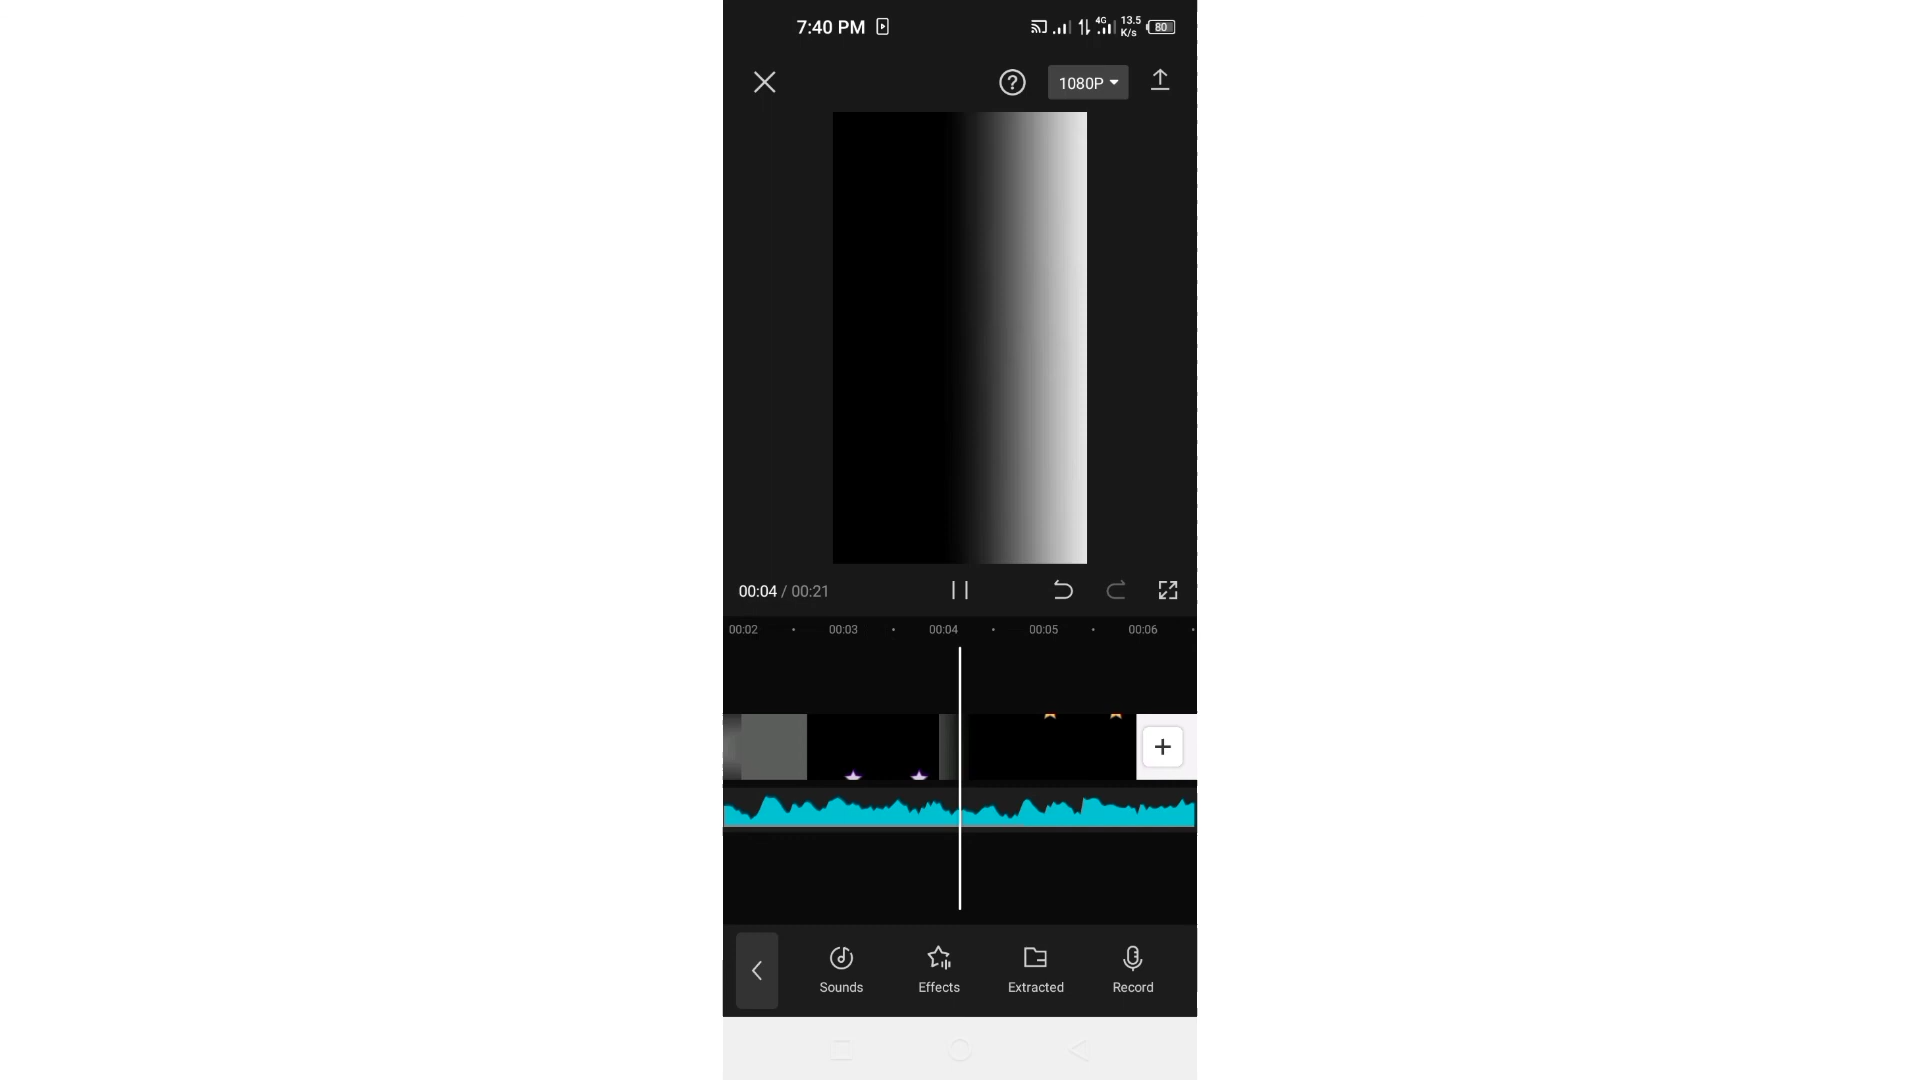 7:40 PM 4G 13.5 K/s 80
1080P
00:04 / 00:21
00:02 00:03 00:04 00:05 00:06
Sounds Effects Extracted Record